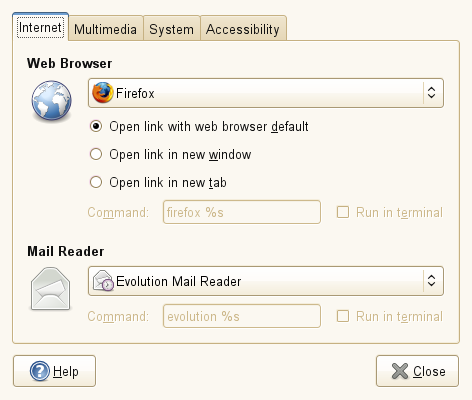 Internet Multimedia System Accessibility
Web Browser
Firefox
Open link with web browser default
Open link in new window
Open link in new tab
Command: firefox %s Run in terminal
Mail Reader
Evolution Mail Reader
Command: evolution %s Run in terminal
Help Close